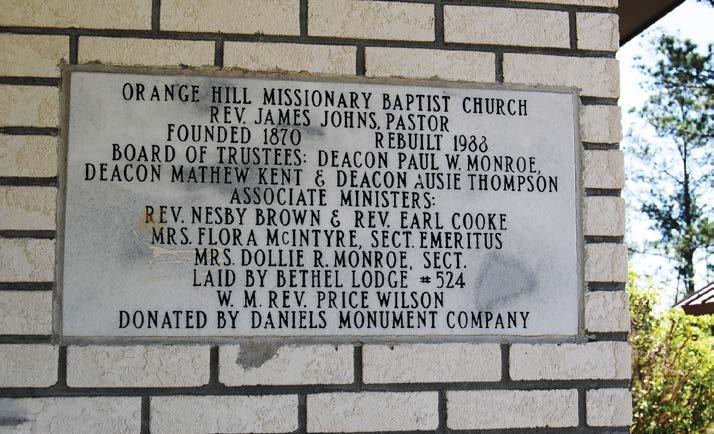 ORANGE HILL MISSIONARY BAPTIST CHURCH
REV. JAMES JOHNS, PASTOR
FOUNDED 1870 REBUILT 1988
BOARD OF TRUSTEES: DEACON PAUL W. MONROE,
DEACON MATHEW KENT & DEACON AUSIE THOMPSON
ASSOCIATE MINISTERS:
REV. NESBY BROWN & REV. EARL COOKE
MRS. FLORA McINTYRE, SECT. EMERITUS
MRS. DOLLIE R. MONROE, SECT.
LAID BY BETHEL LODGE #524
W. M. REV. PRICE WILSON
DONATED BY DANIELS MONUMENT COMPANY